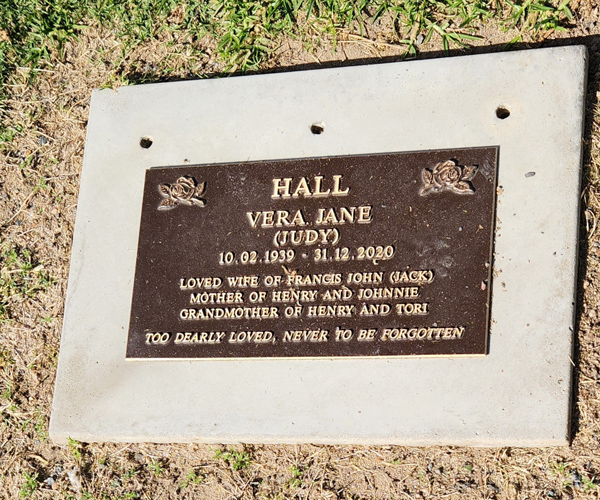 HALL
VERA JANE
(JUDY)
10.02.1939 - 31.12.2020
LOVED WIFE OF FRANCIS JOHN (JACK)
MOTHER OF HENRY AND JOHNNIE
GRANDMOTHER OF HENRY AND TORI
TOO DEARLY LOVED, NEVER TO BE FORGOTTEN